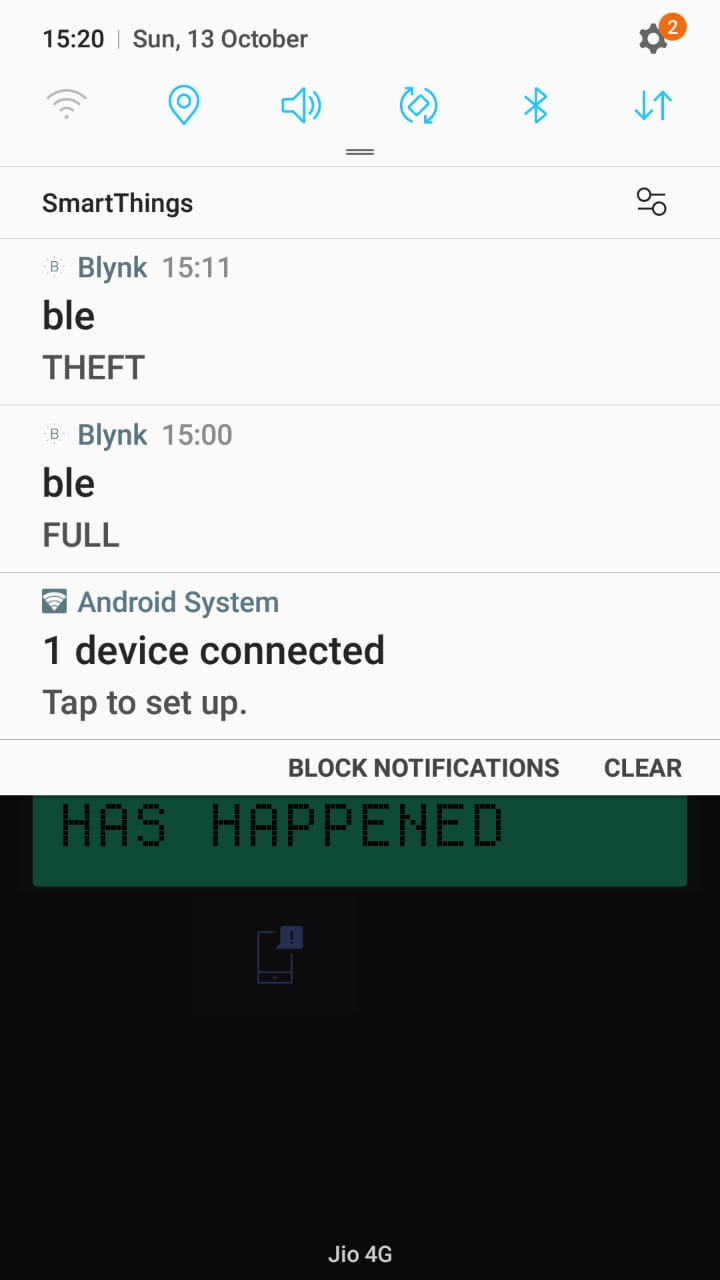 15:20 | Sun, 13 October
2
SmartThings
B Blynk 15:11
ble
THEFT
B Blynk 15:00
ble
FULL
Android System
1 device connected
Tap to set up.
BLOCK NOTIFICATIONS CLEAR
HAS HAPPENED
!
Jio 4G